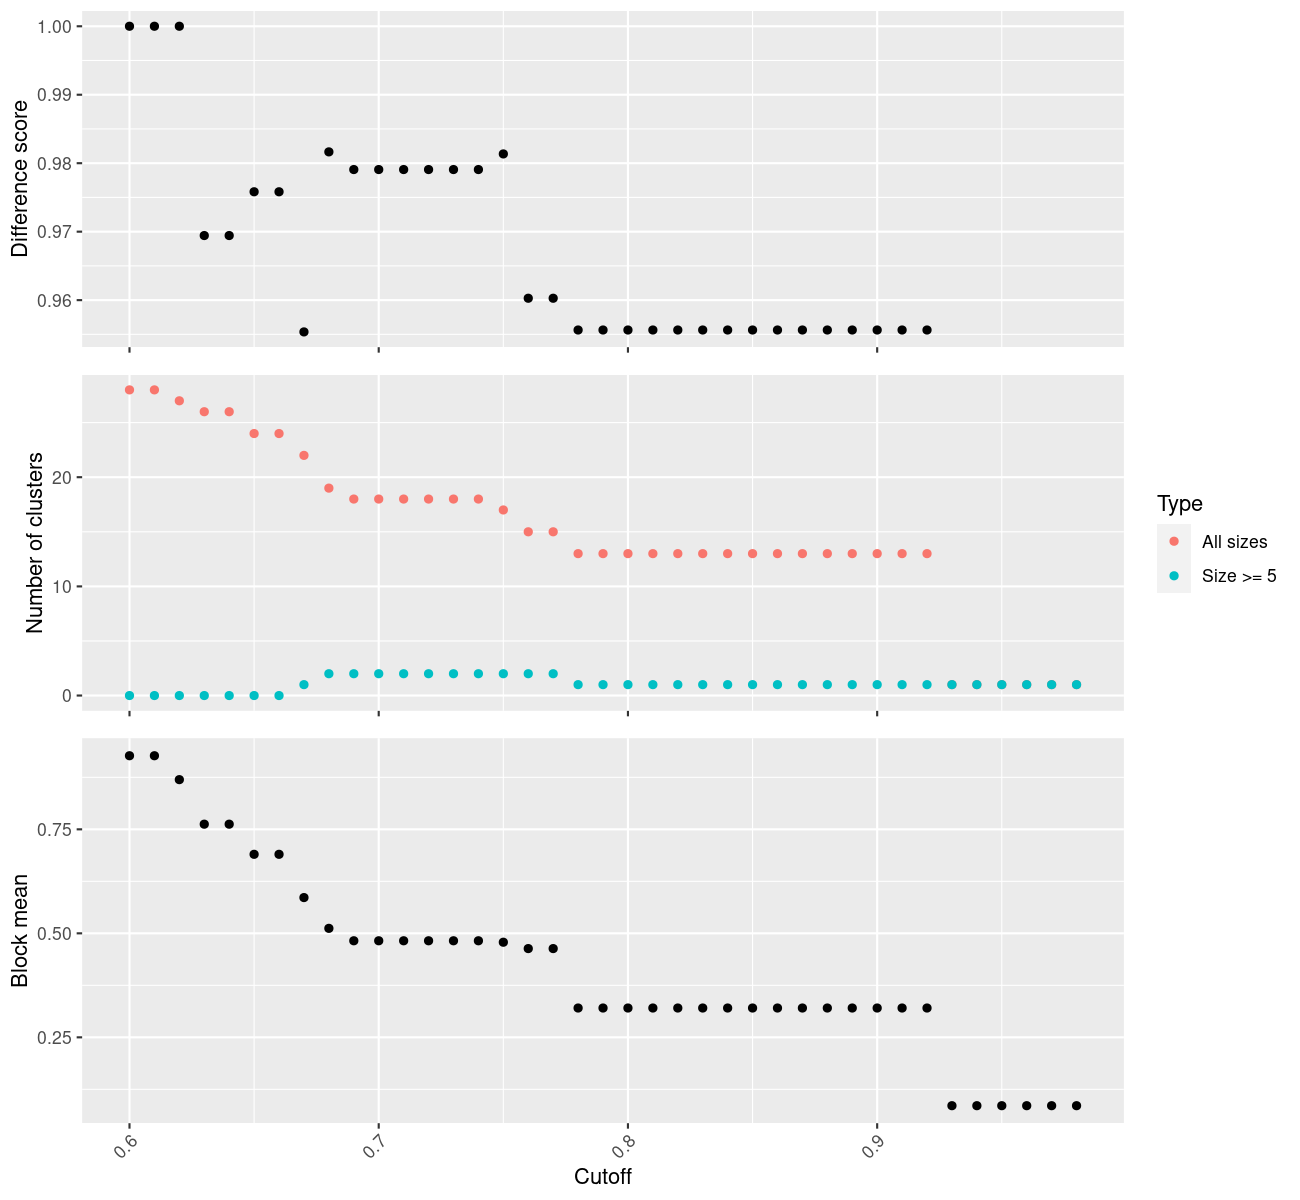 Difference score
1.00
0.99
0.98
0.97
0.96
Number of clusters
20
10
0
Type
All sizes
Size >= 5
Block mean
0.75
0.50
0.25
0.6
0.7
0.8
0.9
Cutoff